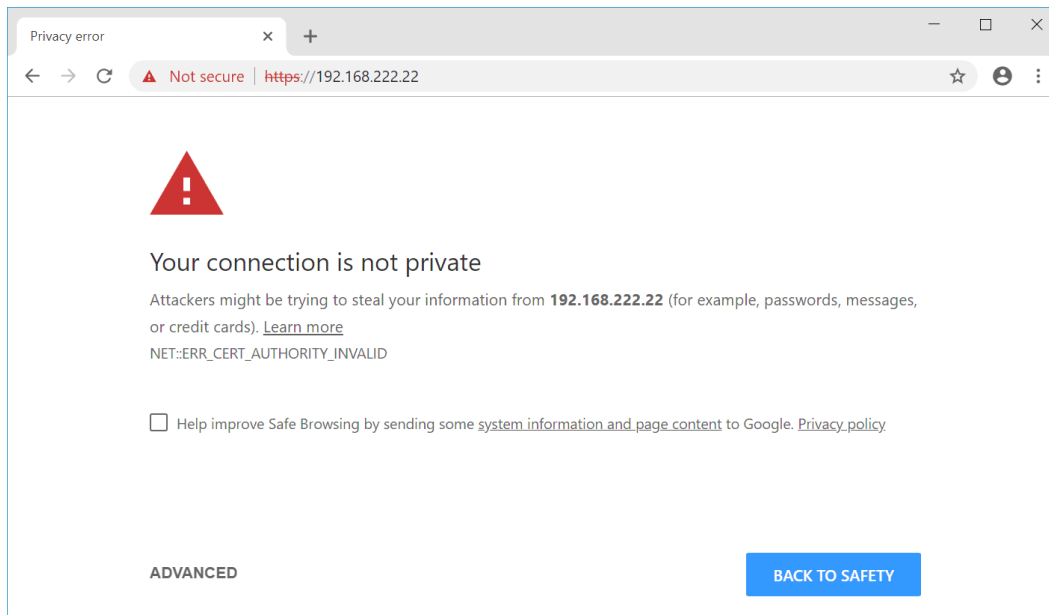 Privacy error
Not secure | https://192.168.222.22
Your connection is not private
Attackers might be trying to steal your information from 192.168.222.22 (for example, passwords, messages,
or credit cards). Learn more
NET::ERR_CERT_AUTHORITY_INVALID
Help improve Safe Browsing by sending some system information and page content to Google. Privacy policy
ADVANCED
BACK TO SAFETY